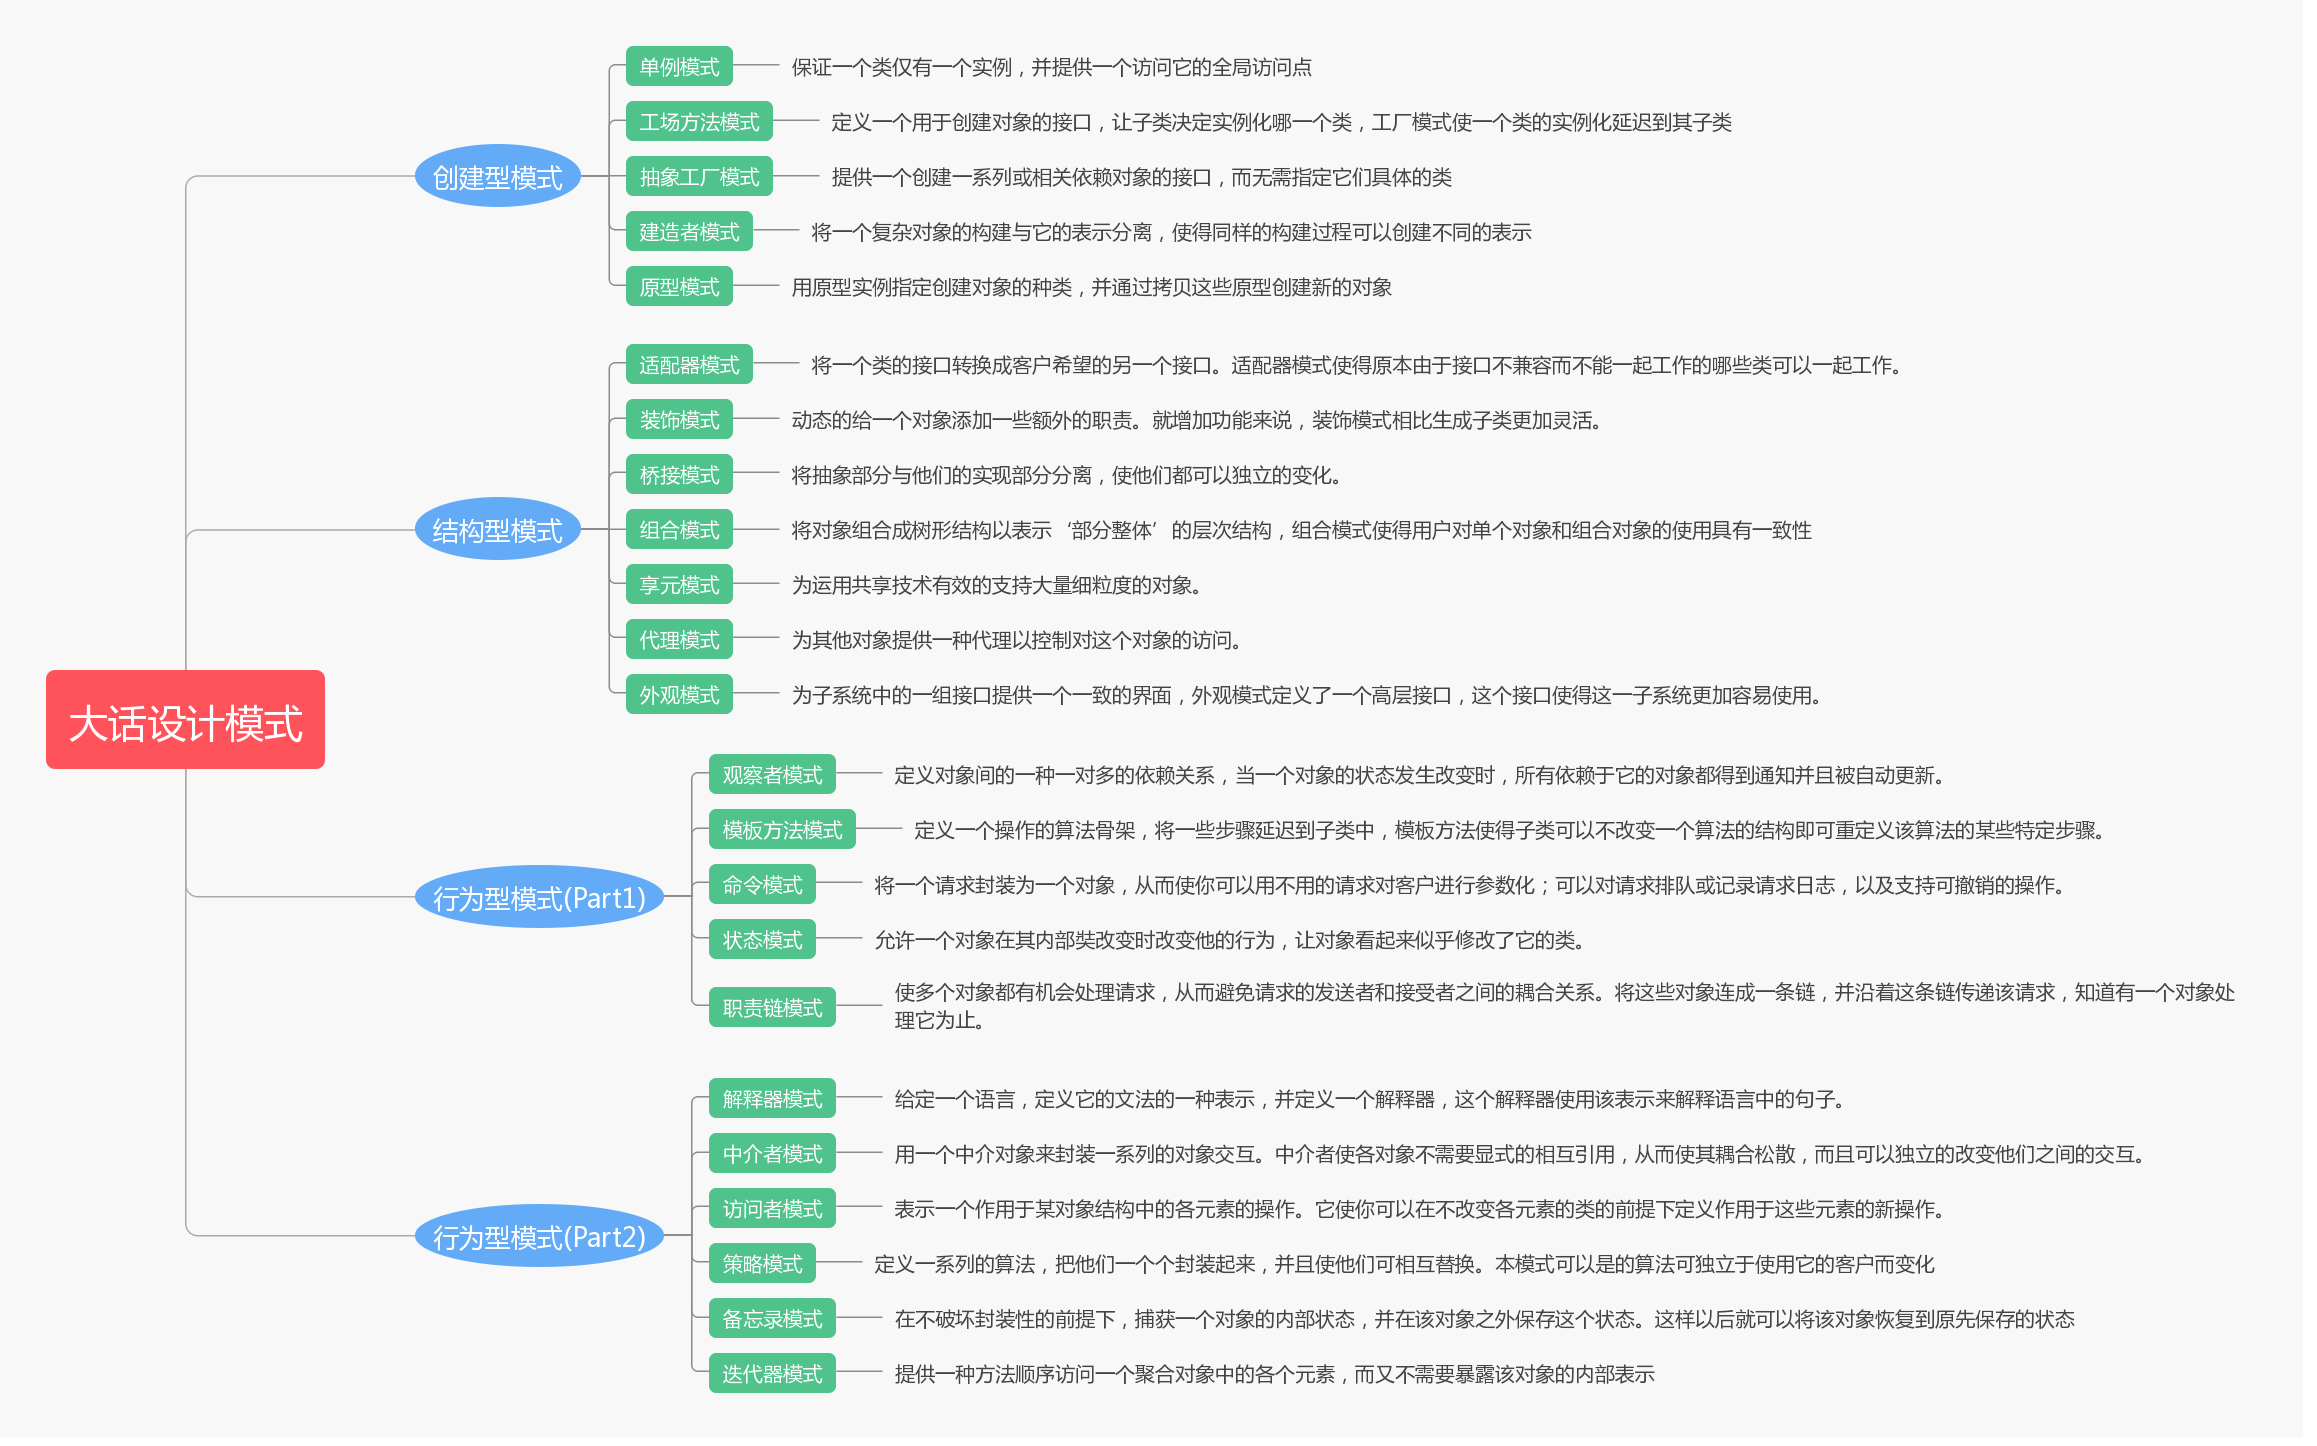 大话设计模式
创建型模式
单例模式
保证一个类仅有一个实例，并提供一个访问它的全局访问点
工场方法模式
定义一个用于创建对象的接口，让子类决定实例化哪一个类，工厂模式使一个类的实例化延迟到其子类
抽象工厂模式
提供一个创建一系列或相关依赖对象的接口，而无需指定它们具体的类
建造者模式
将一个复杂对象的构建与它的表示分离，使得同样的构建过程可以创建不同的表示
原型模式
用原型实例指定创建对象的种类，并通过拷贝这些原型创建新的对象
结构型模式
适配器模式
将一个类的接口转换成客户希望的另一个接口。适配器模式使得原本由于接口不兼容而不能一起工作的哪些类可以一起工作。
装饰模式
动态的给一个对象添加一些额外的职责。就增加功能来说，装饰模式相比生成子类更加灵活。
桥接模式
将抽象部分与他们的实现部分分离，使他们都可以独立的变化。
组合模式
将对象组合成树形结构以表示‘部分整体’的层次结构，组合模式使得用户对单个对象和组合对象的使用具有一致性
享元模式
为运用共享技术有效的支持大量细粒度的对象。
代理模式
为其他对象提供一种代理以控制对这个对象的访问。
外观模式
为子系统中的一组接口提供一个一致的界面，外观模式定义了一个高层接口，这个接口使得这一子系统更加容易使用。
行为型模式(Part1)
观察者模式
定义对象间的一种一对多的依赖关系，当一个对象的状态发生改变时，所有依赖于它的对象都得到通知并且被自动更新。
模板方法模式
定义一个操作的算法骨架，将一些步骤延迟到子类中，模板方法使得子类可以不改变一个算法的结构即可重定义该算法的某些特定步骤。
命令模式
将一个请求封装为一个对象，从而使你可以用不用的请求对客户进行参数化；可以对请求排队或记录请求日志，以及支持可撤销的操作。
状态模式
允许一个对象在其内部奘改变时改变他的行为，让对象看起来似乎修改了它的类。
职责链模式
使多个对象都有机会处理请求，从而避免请求的发送者和接受者之间的耦合关系。将这些对象连成一条链，并沿着这条链传递该请求，知道有一个对象处
理它为止。
行为型模式(Part2)
解释器模式
给定一个语言，定义它的文法的一种表示，并定义一个解释器，这个解释器使用该表示来解释语言中的句子。
中介者模式
用一个中介对象来封装一系列的对象交互。中介者使各对象不需要显式的相互引用，从而使其耦合松散，而且可以独立的改变他们之间的交互。
访问者模式
表示一个作用于某对象结构中的各元素的操作。它使你可以在不改变各元素的类的前提下定义作用于这些元素的新操作。
策略模式
定义一系列的算法，把他们一个个封装起来，并且使他们可相互替换。本模式可以是的算法可独立于使用它的客户而变化
备忘录模式
在不破坏封装性的前提下，捕获一个对象的内部状态，并在该对象之外保存这个状态。这样以后就可以将该对象恢复到原先保存的状态
迭代器模式
提供一种方法顺序访问一个聚合对象中的各个元素，而又不需要暴露该对象的内部表示